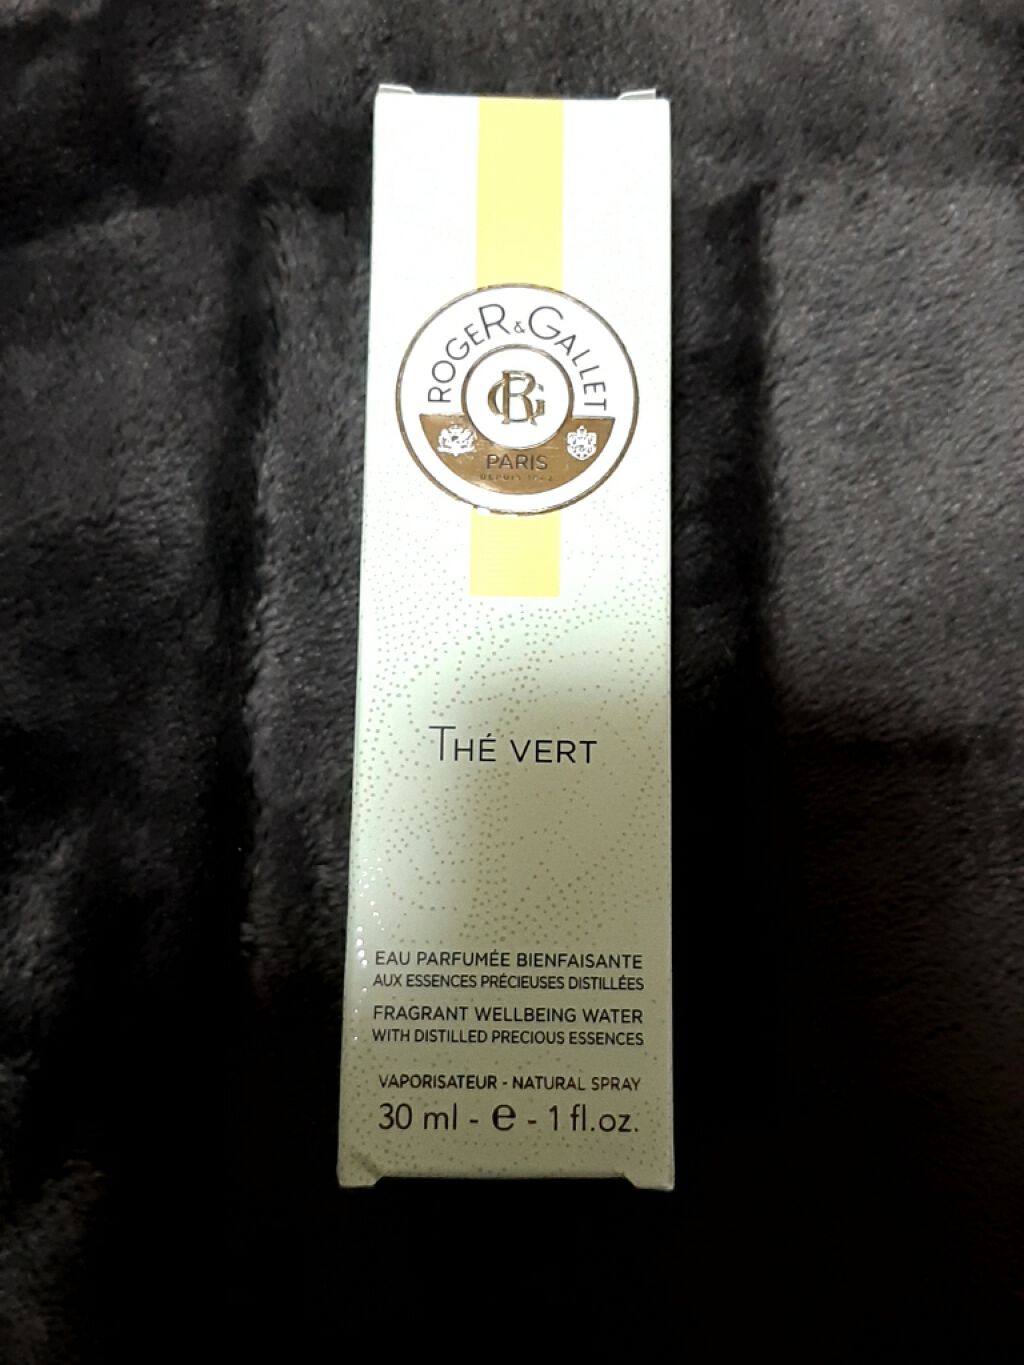 ROGER & GALLET
RG
PARIS
THÉ VERT
EAU PARFUMÉE BIENFAISANTE
AUX ESSENCES PRÉCIEUSES DISTILLÉES
FRAGRANT WELLBEING WATER
WITH DISTILLED PRECIOUS ESSENCES
VAPORISATEUR - NATURAL SPRAY
30 ml - e - 1 fl.oz.